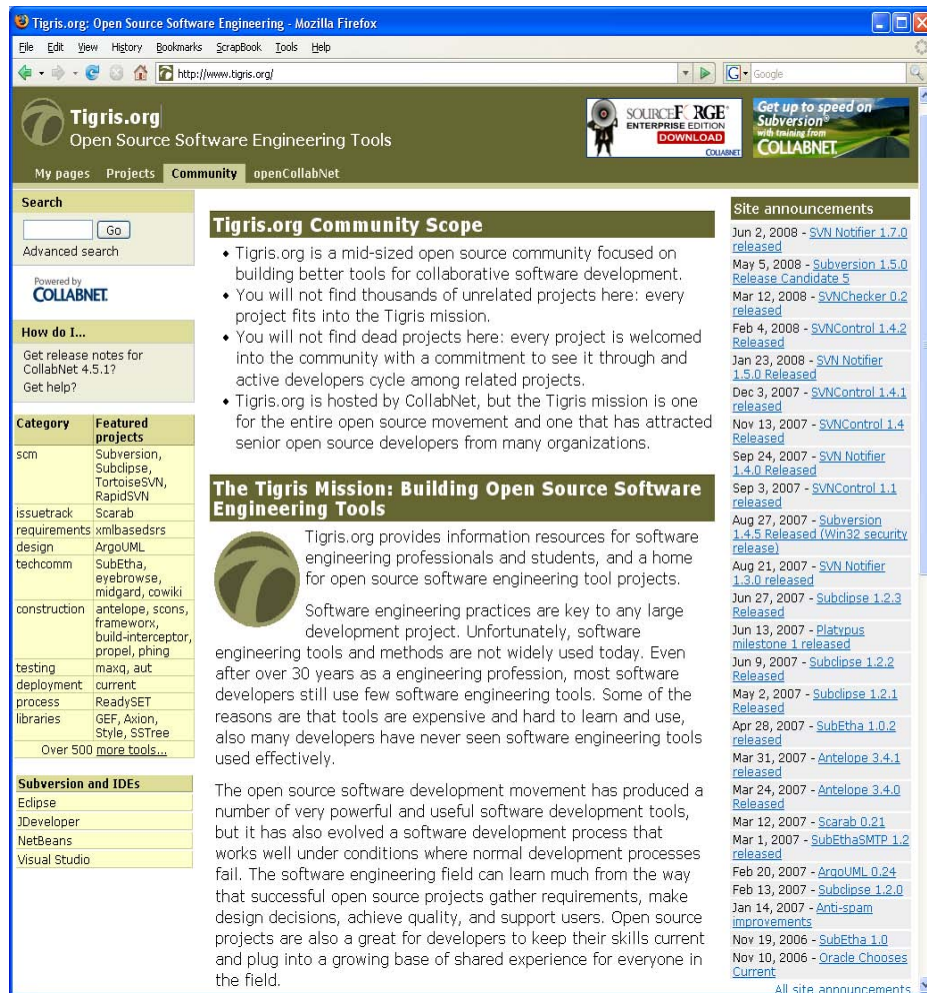 Tigris.org: Open Source Software Engineering - Mozilla Firefox
File Edit View History Bookmarks ScrapBook Tools Help
http://www.tigris.org/
G Google
Tigris.org
Open Source Software Engineering Tools
SOURCEFORGE
ENTERPRISE EDITION
DOWNLOAD
COLLABNET
Get up to speed on
Subversion®
with training from
COLLABNET.
My pages Projects Community openCollabNet
Search
Go
Advanced search
Powered by
COLLABNET.
How do I...
Get release notes for
CollabNet 4.5.1?
Get help?
Category Featured
projects
scm Subversion,
Subclipse,
TortoiseSVN,
RapidSVN
issuetrack Scarab
requirements xmlbasedsrs
design ArgoUML
techcomm SubEtha,
eyebrowse,
midgard, cowiki
construction antelope, scons,
frameworx,
build-interceptor,
propel, phing
testing maxq, aut
deployment current
process ReadySET
libraries GEF, Axion,
Style, SSTree
Over 500 more tools...
Subversion and IDEs
Eclipse
JDeveloper
NetBeans
Visual Studio
Tigris.org Community Scope
• Tigris.org is a mid-sized open source community focused on
building better tools for collaborative software development.
• You will not find thousands of unrelated projects here: every
project fits into the Tigris mission.
• You will not find dead projects here: every project is welcomed
into the community with a commitment to see it through and
active developers cycle among related projects.
• Tigris.org is hosted by CollabNet, but the Tigris mission is one
for the entire open source movement and one that has attracted
senior open source developers from many organizations.
The Tigris Mission: Building Open Source Software
Engineering Tools
Tigris.org provides information resources for software
engineering professionals and students, and a home
for open source software engineering tool projects.
Software engineering practices are key to any large
development project. Unfortunately, software
engineering tools and methods are not widely used today. Even
after over 30 years as a engineering profession, most software
developers still use few software engineering tools. Some of the
reasons are that tools are expensive and hard to learn and use,
also many developers have never seen software engineering tools
used effectively.
The open source software development movement has produced a
number of very powerful and useful software development tools,
but it has also evolved a software development process that
works well under conditions where normal development processes
fail. The software engineering field can learn much from the way
that successful open source projects gather requirements, make
design decisions, achieve quality, and support users. Open source
projects are also a great for developers to keep their skills current
and plug into a growing base of shared experience for everyone in
the field.
Site announcements
Jun 2, 2008 - SVN Notifier 1.7.0
released
May 5, 2008 - Subversion 1.5.0
Release Candidate 5
Mar 12, 2008 - SVNChecker 0.2
released
Feb 4, 2008 - SVNControl 1.4.2
Released
Jan 23, 2008 - SVN Notifier
1.5.0 Released
Dec 3, 2007 - SVNControl 1.4.1
released
Nov 13, 2007 - SVNControl 1.4
Released
Sep 24, 2007 - SVN Notifier
1.4.0 Released
Sep 3, 2007 - SVNControl 1.1
released
Aug 27, 2007 - Subversion
1.4.5 Released (Win32 security
release)
Aug 21, 2007 - SVN Notifier
1.3.0 released
Jun 27, 2007 - Subclipse 1.2.3
Released
Jun 13, 2007 - Platypus
milestone 1 released
Jun 9, 2007 - Subclipse 1.2.2
Released
May 2, 2007 - Subclipse 1.2.1
Released
Apr 28, 2007 - SubEtha 1.0.2
released
Mar 31, 2007 - Antelope 3.4.1
released
Mar 24, 2007 - Antelope 3.4.0
Released
Mar 12, 2007 - Scarab 0.21
Mar 1, 2007 - SubEthaSMTP 1.2
released
Feb 20, 2007 - ArgoUML 0.24
Feb 13, 2007 - Subclipse 1.2.0
Jan 14, 2007 - Anti-spam
improvements
Nov 19, 2006 - SubEtha 1.0
Nov 10, 2006 - Oracle Chooses
Current
All site announcements